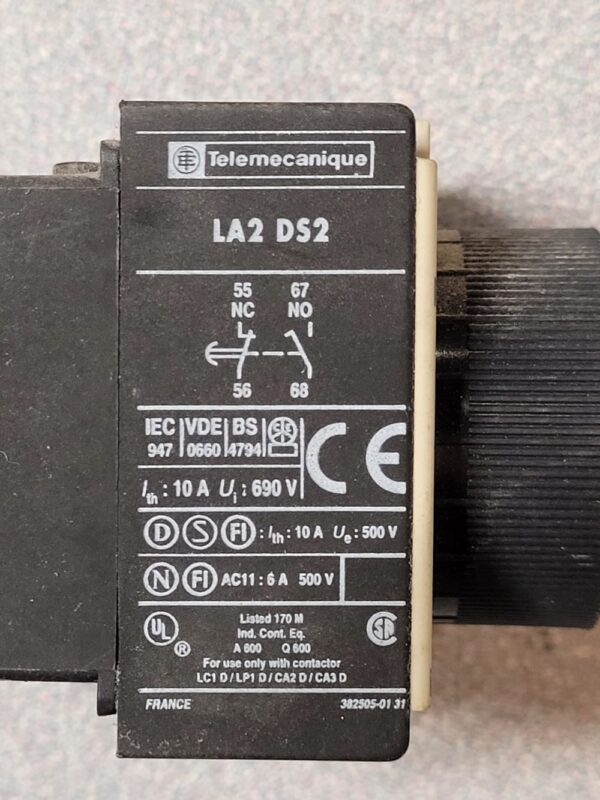 Telemecanique
LA2 DS2
55 67
NC NO
56 68
IEC VDE BS
947 0660 4794
CE
Ith : 10 A Ui : 690 V
D S FI : Ith : 10 A Ue : 500 V
N FI AC11 : 6 A 500 V
UL ® Listed 170 M
Ind. Cont. Eq.
A 600 Q 600
For use only with contactor
LC1 D / LP1 D / CA2 D / CA3 D
FRANCE 382505-01 31